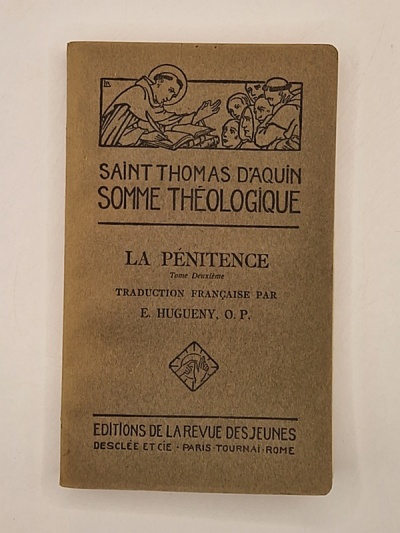 SAINT THOMAS D'AQUIN
SOMME THÉOLOGIQUE
LA PÉNITENCE
Tome Deuxième
TRADUCTION FRANÇAISE PAR
E. HUGUENY, O. P.
EDITIONS DE LA REVUE DES JEUNES
DESCLÉE ET CIE · PARIS · TOURNAI · ROME